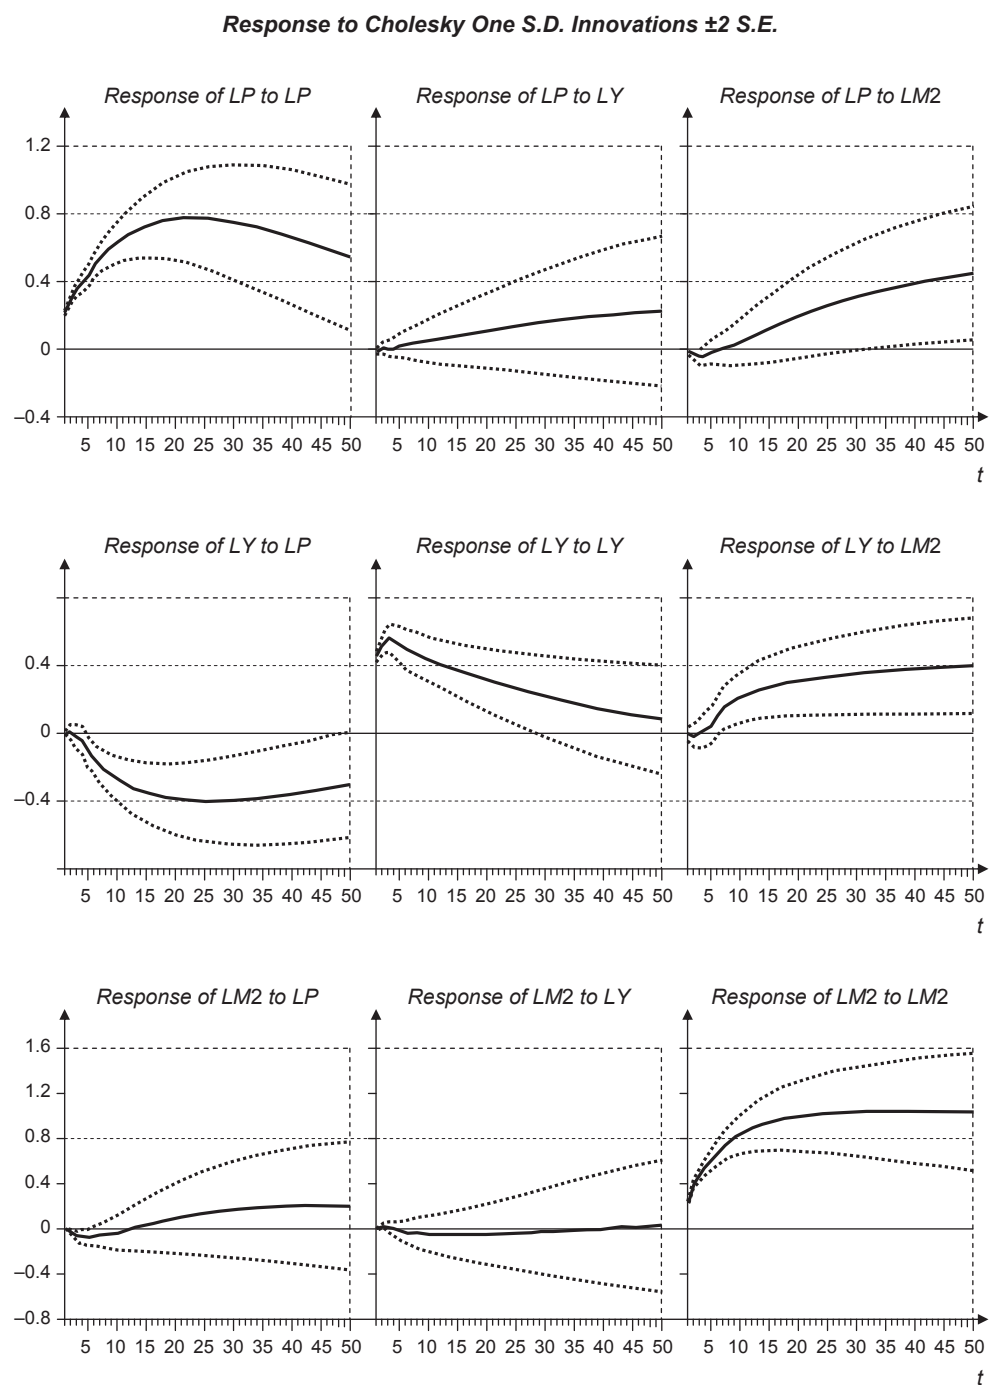 Response to Cholesky One S.D. Innovations ±2 S.E.
Response of LP to LP
Response of LP to LY
Response of LP to LM2
1.2
0.8
0.4
0
–0.4
5 10 15 20 25 30 35 40 45 50
5 10 15 20 25 30 35 40 45 50
5 10 15 20 25 30 35 40 45 50
t
Response of LY to LP
Response of LY to LY
Response of LY to LM2
0.4
0
–0.4
5 10 15 20 25 30 35 40 45 50
5 10 15 20 25 30 35 40 45 50
5 10 15 20 25 30 35 40 45 50
t
Response of LM2 to LP
Response of LM2 to LY
Response of LM2 to LM2
1.6
1.2
0.8
0.4
0
–0.4
–0.8
5 10 15 20 25 30 35 40 45 50
5 10 15 20 25 30 35 40 45 50
5 10 15 20 25 30 35 40 45 50
t